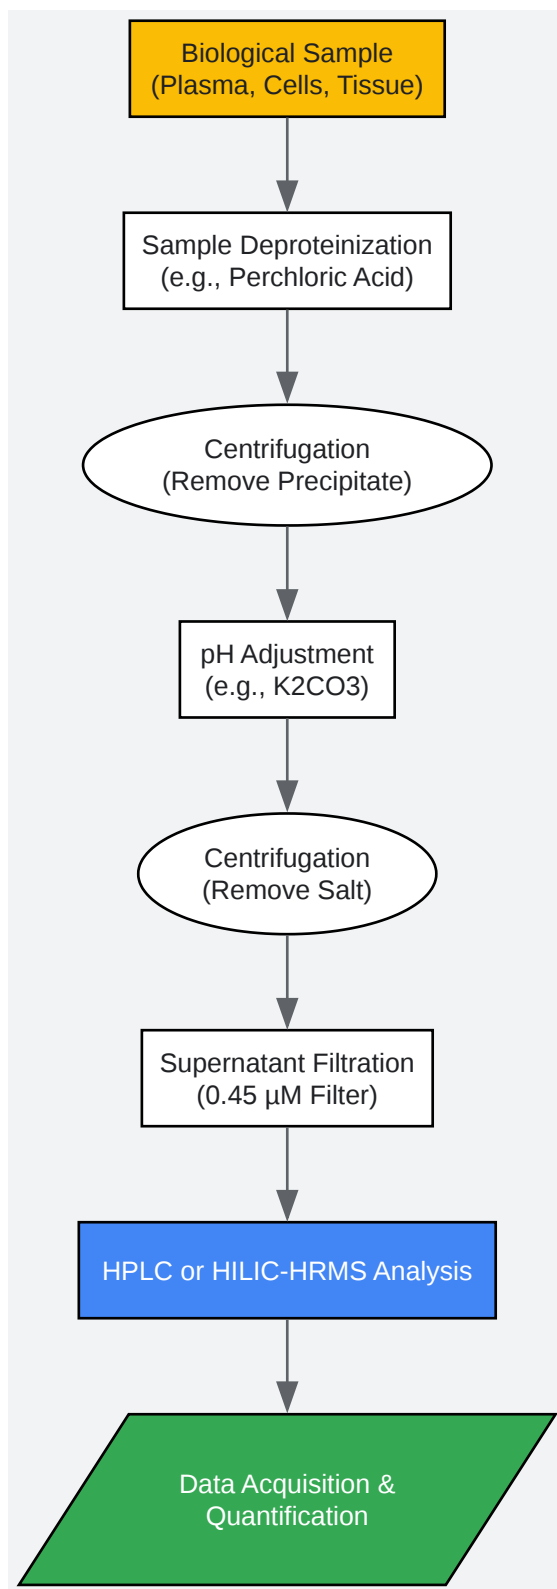 Biological Sample
(Plasma, Cells, Tissue)
Sample Deproteinization
(e.g., Perchloric Acid)
Centrifugation
(Remove Precipitate)
pH Adjustment
(e.g., K2CO3)
Centrifugation
(Remove Salt)
Supernatant Filtration
(0.45 µM Filter)
HPLC or HILIC-HRMS Analysis
Data Acquisition &
Quantification